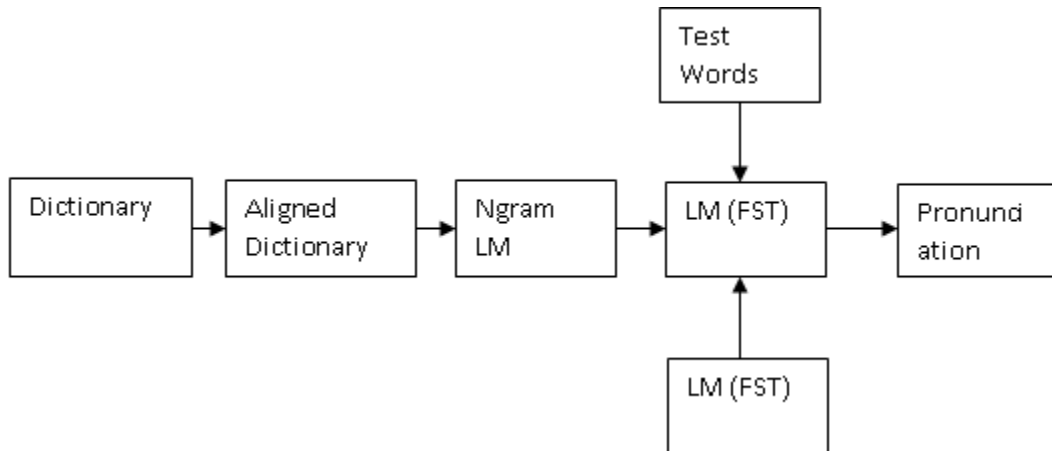 Test
Words
Dictionary
Aligned
Dictionary
Ngram
LM
LM (FST)
Pronunci
ation
LM (FST)